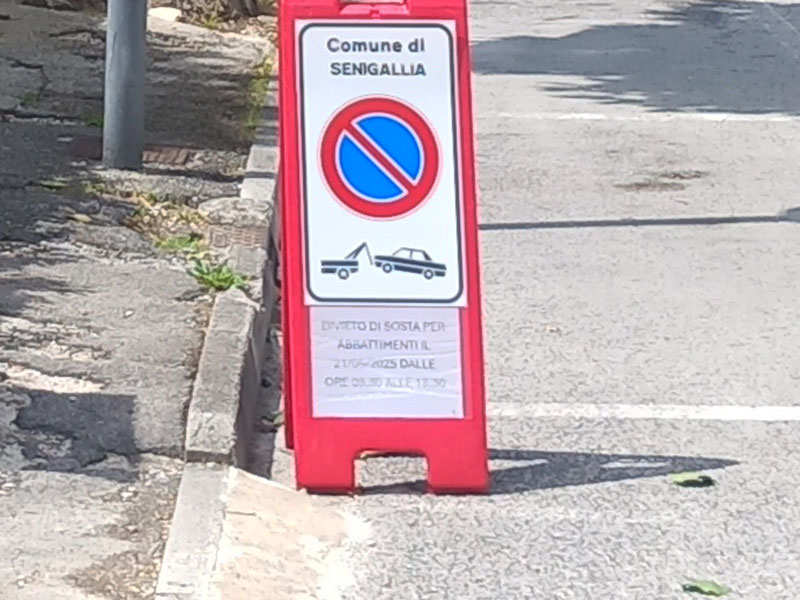 Comune di
SENIGALLIA
DIVIETO DI SOSTA PER
ABBATTIMENTI IL
DALLE
ORE 08.30 ALLE 13.30